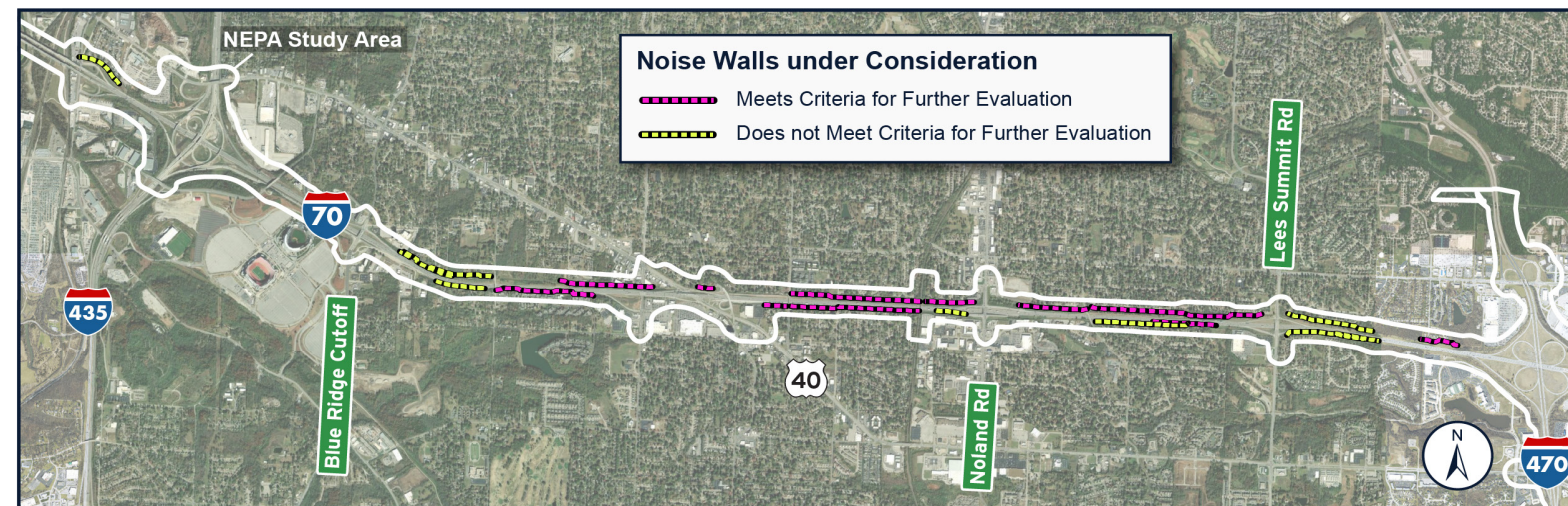 NEPA Study Area
Noise Walls under Consideration
Meets Criteria for Further Evaluation
Does not Meet Criteria for Further Evaluation
Lees Summit Rd
70
435
Blue Ridge Cutoff
40
Noland Rd
N
470